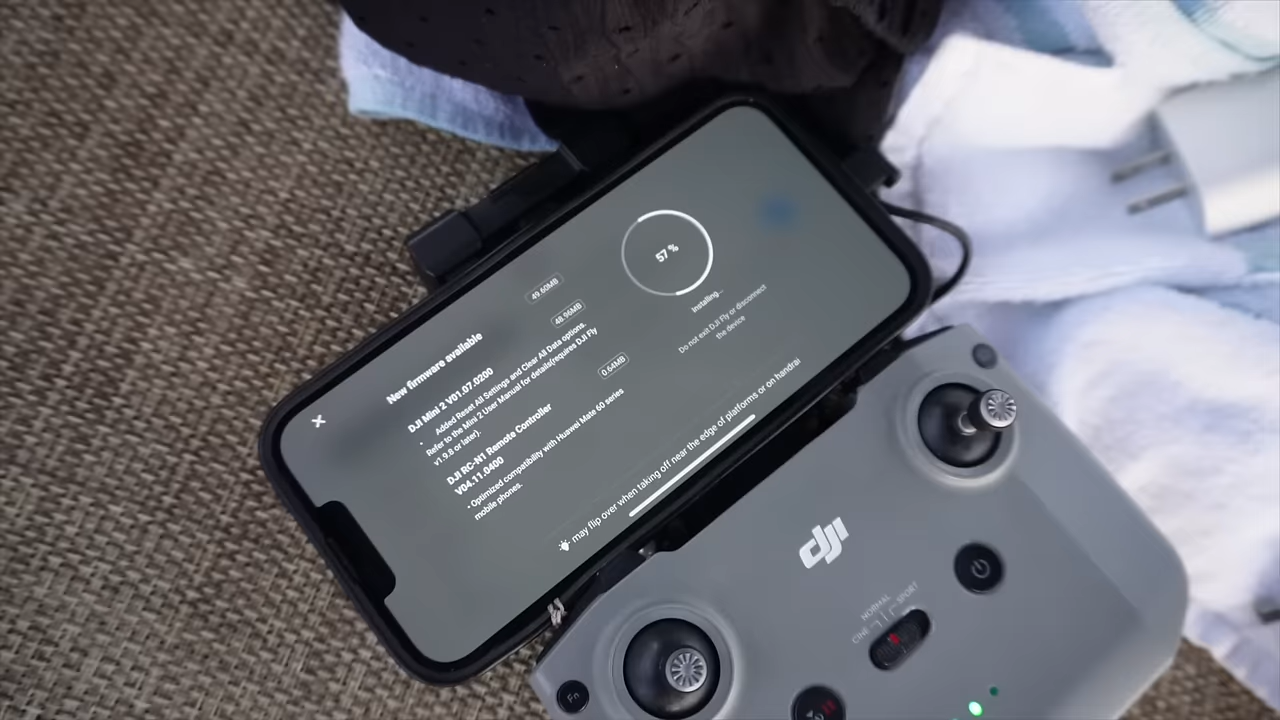 New firmware available
49.60MB
DJI Mini 2 V01.07.0200
48.96MB
• Added Reset All Settings and Clear All Data options.
Refer to the Mini 2 User Manual for details(requires DJI Fly
v1.9.8 or later).
DJI RC-N1 Remote Controller
V04.11.0400
0.64MB
• Optimized compatibility with Huawei Mate 60 series
mobile phones.
57 %
Installing...
Do not exit DJI Fly or disconnect
the device
may flip over when taking off near the edge of platforms or on handrai
dji
CINE NORMAL SPORT
Fn